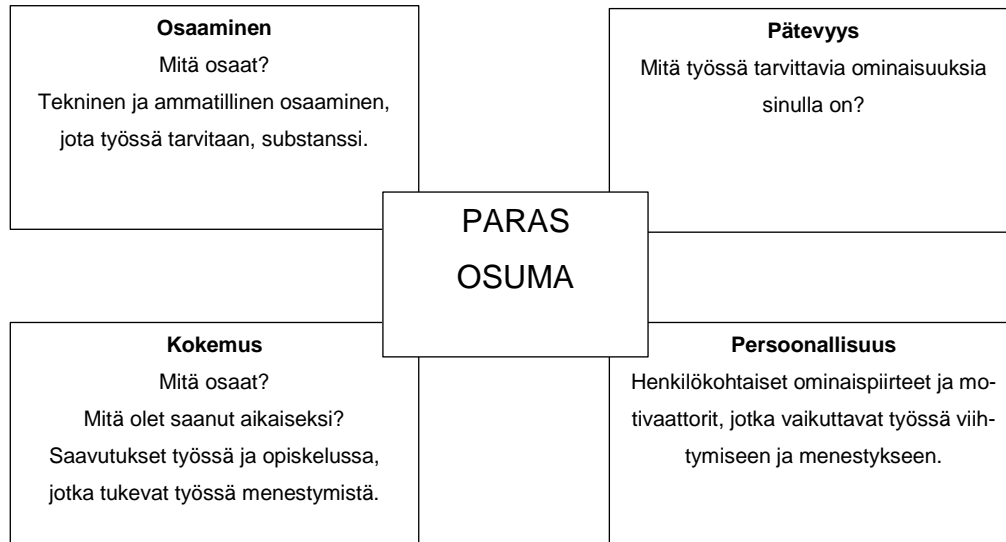 Osaaminen
Mitä osaat?
Tekninen ja ammatillinen osaaminen,
jota työssä tarvitaan, substanssi.
Pätevyys
Mitä työssä tarvittavia ominaisuuksia
sinulla on?
PARAS
OSUMA
Kokemus
Mitä osaat?
Mitä olet saanut aikaiseksi?
Saavutukset työssä ja opiskelussa,
jotka tukevat työssä menestymistä.
Persoonallisuus
Henkilökohtaiset ominaispiirteet ja mo-
tivaattorit, jotka vaikuttavat työssä viih-
tymiseen ja menestykseen.